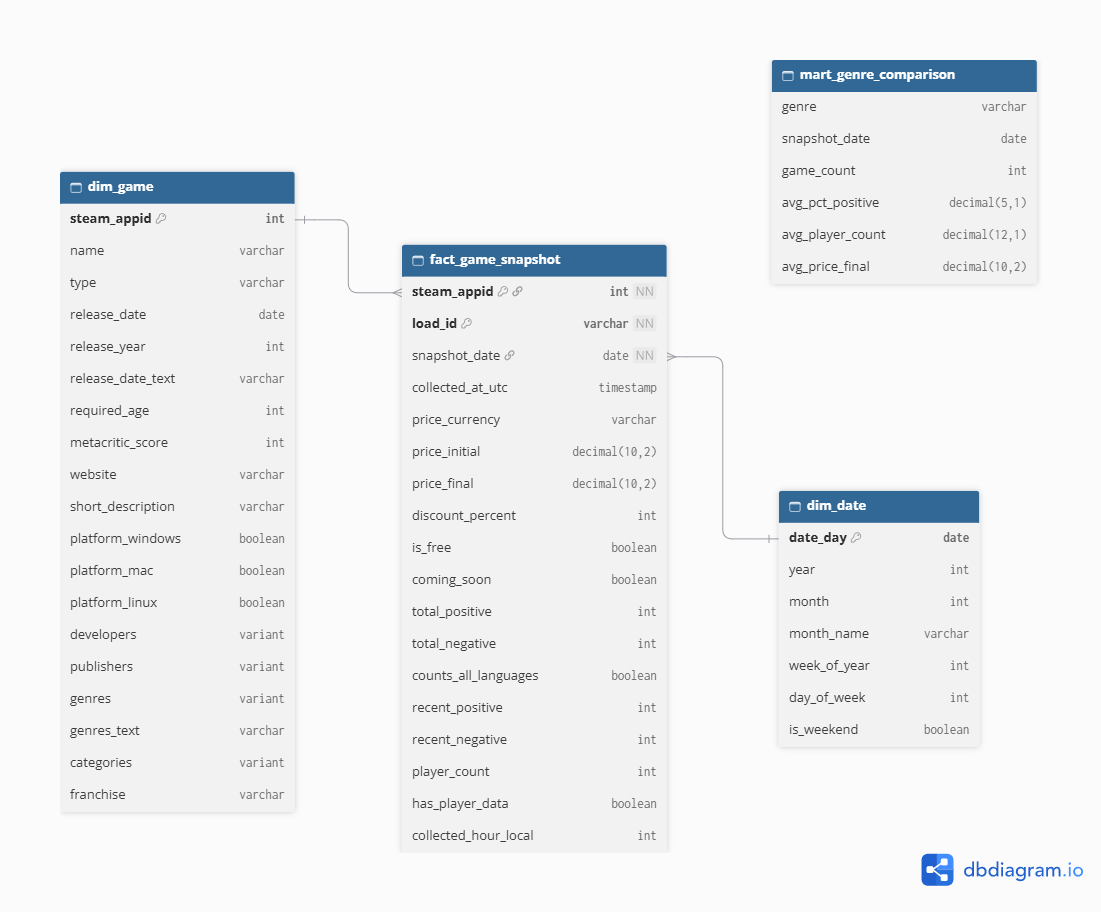 mart_genre_comparison
genre varchar
snapshot_date date
game_count int
avg_pct_positive decimal(5,1)
avg_player_count decimal(12,1)
avg_price_final decimal(10,2)
dim_game
steam_appid int
name varchar
type varchar
release_date date
release_year int
release_date_text varchar
required_age int
metacritic_score int
website varchar
short_description varchar
platform_windows boolean
platform_mac boolean
platform_linux boolean
developers variant
publishers variant
genres variant
genres_text varchar
categories variant
franchise varchar
fact_game_snapshot
steam_appid int NN
load_id varchar NN
snapshot_date date NN
collected_at_utc timestamp
price_currency varchar
price_initial decimal(10,2)
price_final decimal(10,2)
discount_percent int
is_free boolean
coming_soon boolean
total_positive int
total_negative int
counts_all_languages boolean
recent_positive int
recent_negative int
player_count int
has_player_data boolean
collected_hour_local int
dim_date
date_day date
year int
month int
month_name varchar
week_of_year int
day_of_week int
is_weekend boolean
dbdiagram.io